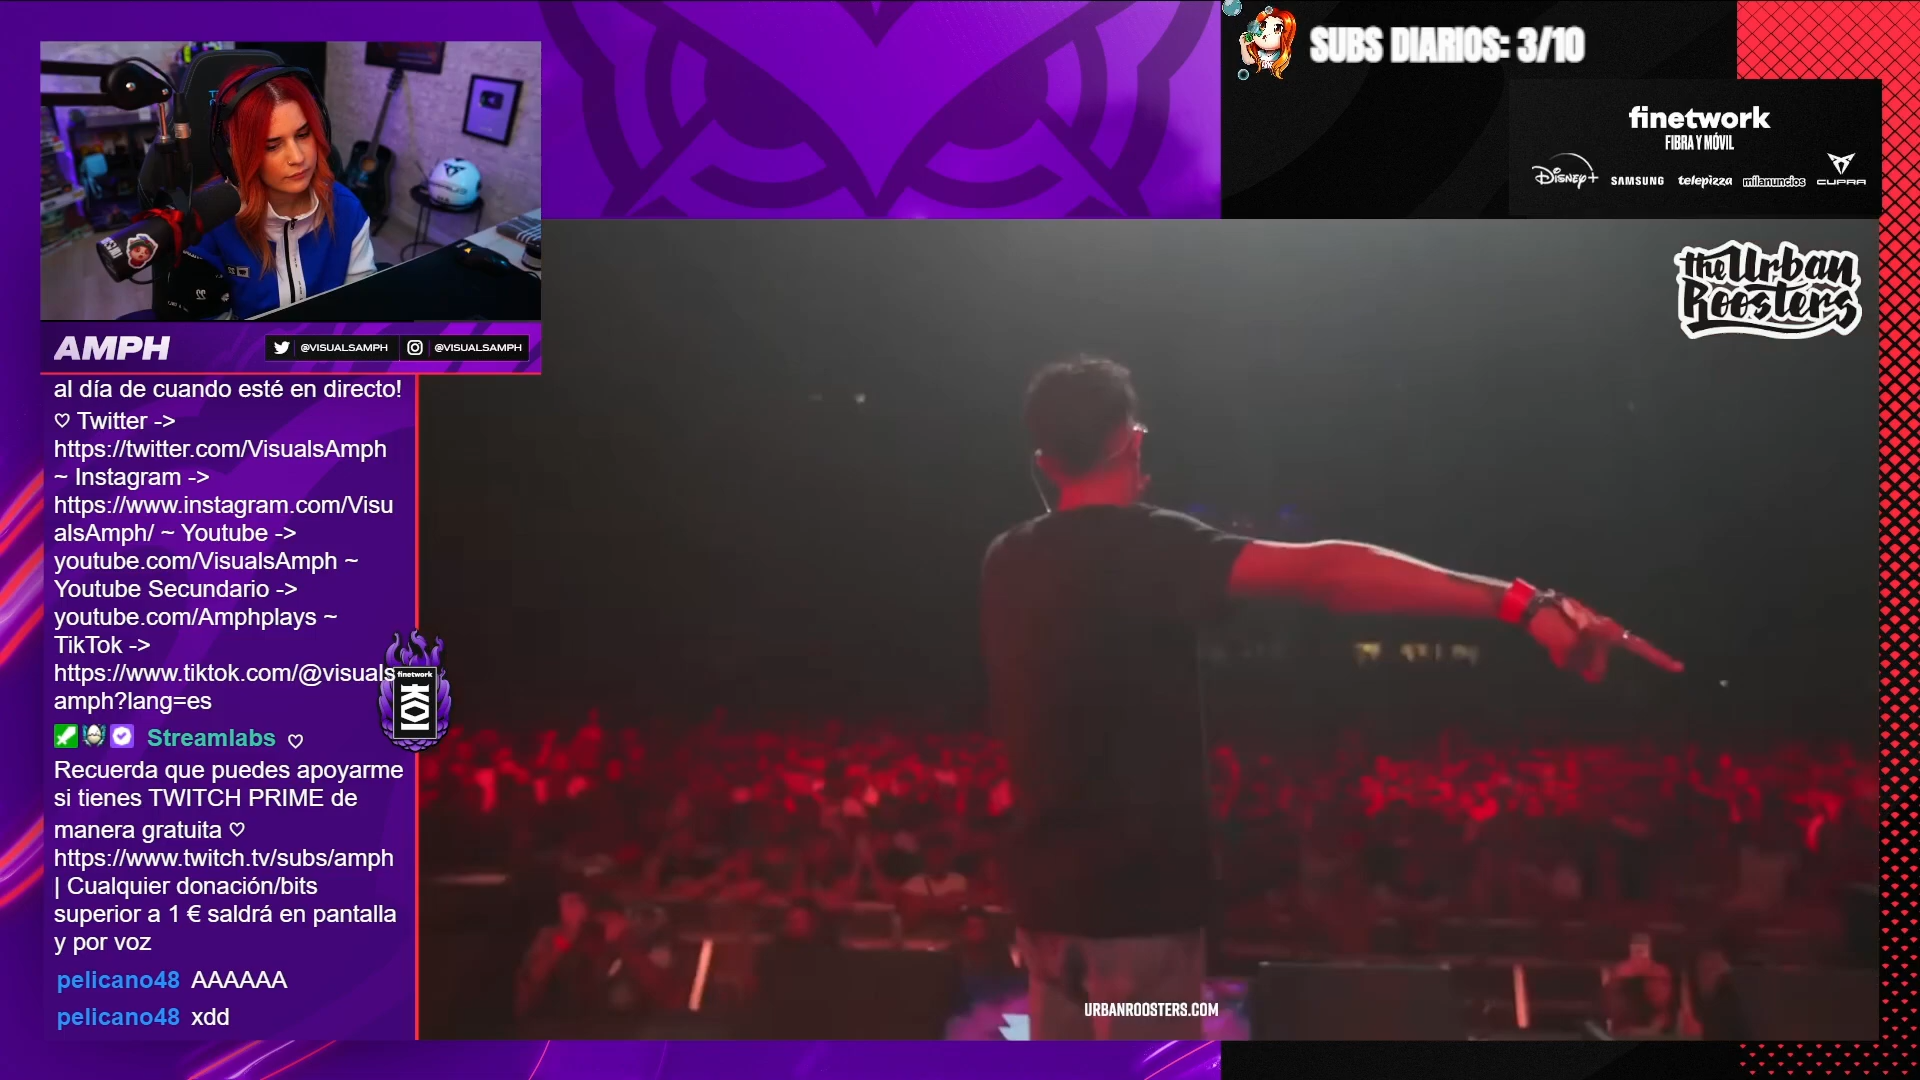 SUBS DIARIOS: 3/10
finetwork
FIBRA Y MÓVIL
Disney+ SAMSUNG telepizza milanuncios CUPRA
the Urban
Roosters
AMPH
@VISUALSAMPH @VISUALSAMPH
al día de cuando esté en directo!
♡ Twitter ->
https://twitter.com/VisualsAmph
~ Instagram ->
https://www.instagram.com/Visu
alsAmph/ ~ Youtube ->
youtube.com/VisualsAmph ~
Youtube Secundario ->
youtube.com/Amphplays ~
TikTok ->
https://www.tiktok.com/@visuals
amph?lang=es
finetwork
KOI
Streamlabs ♡
Recuerda que puedes apoyarme
si tienes TWITCH PRIME de
manera gratuita ♡
https://www.twitch.tv/subs/amph
| Cualquier donación/bits
superior a 1 € saldrá en pantalla
y por voz
pelicano48 AAAAAA
pelicano48 xdd
URBANROOSTERS.COM